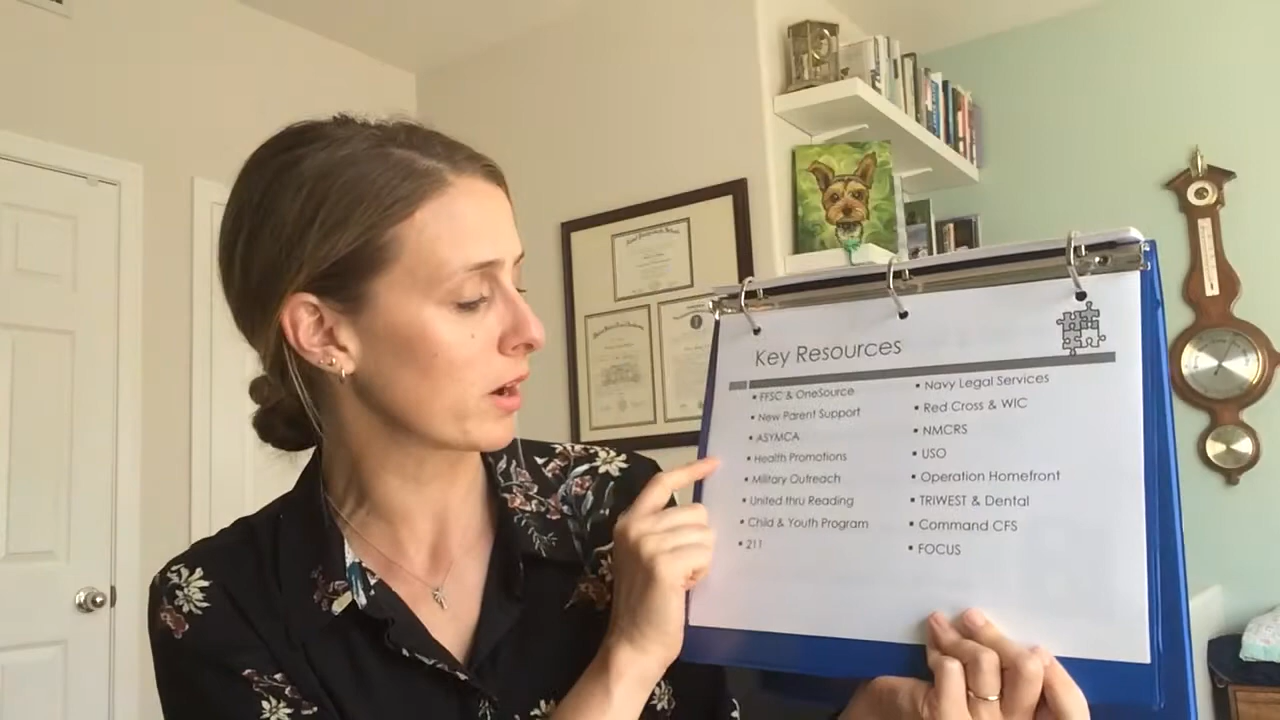 Key Resources
▪ FFSC & OneSource
▪ New Parent Support
▪ ASYMCA
▪ Health Promotions
▪ Military Outreach
▪ United thru Reading
▪ Child & Youth Program
▪ 211
▪ Navy Legal Services
▪ Red Cross & WIC
▪ NMCRS
▪ USO
▪ Operation Homefront
▪ TRIWEST & Dental
▪ Command CFS
▪ FOCUS